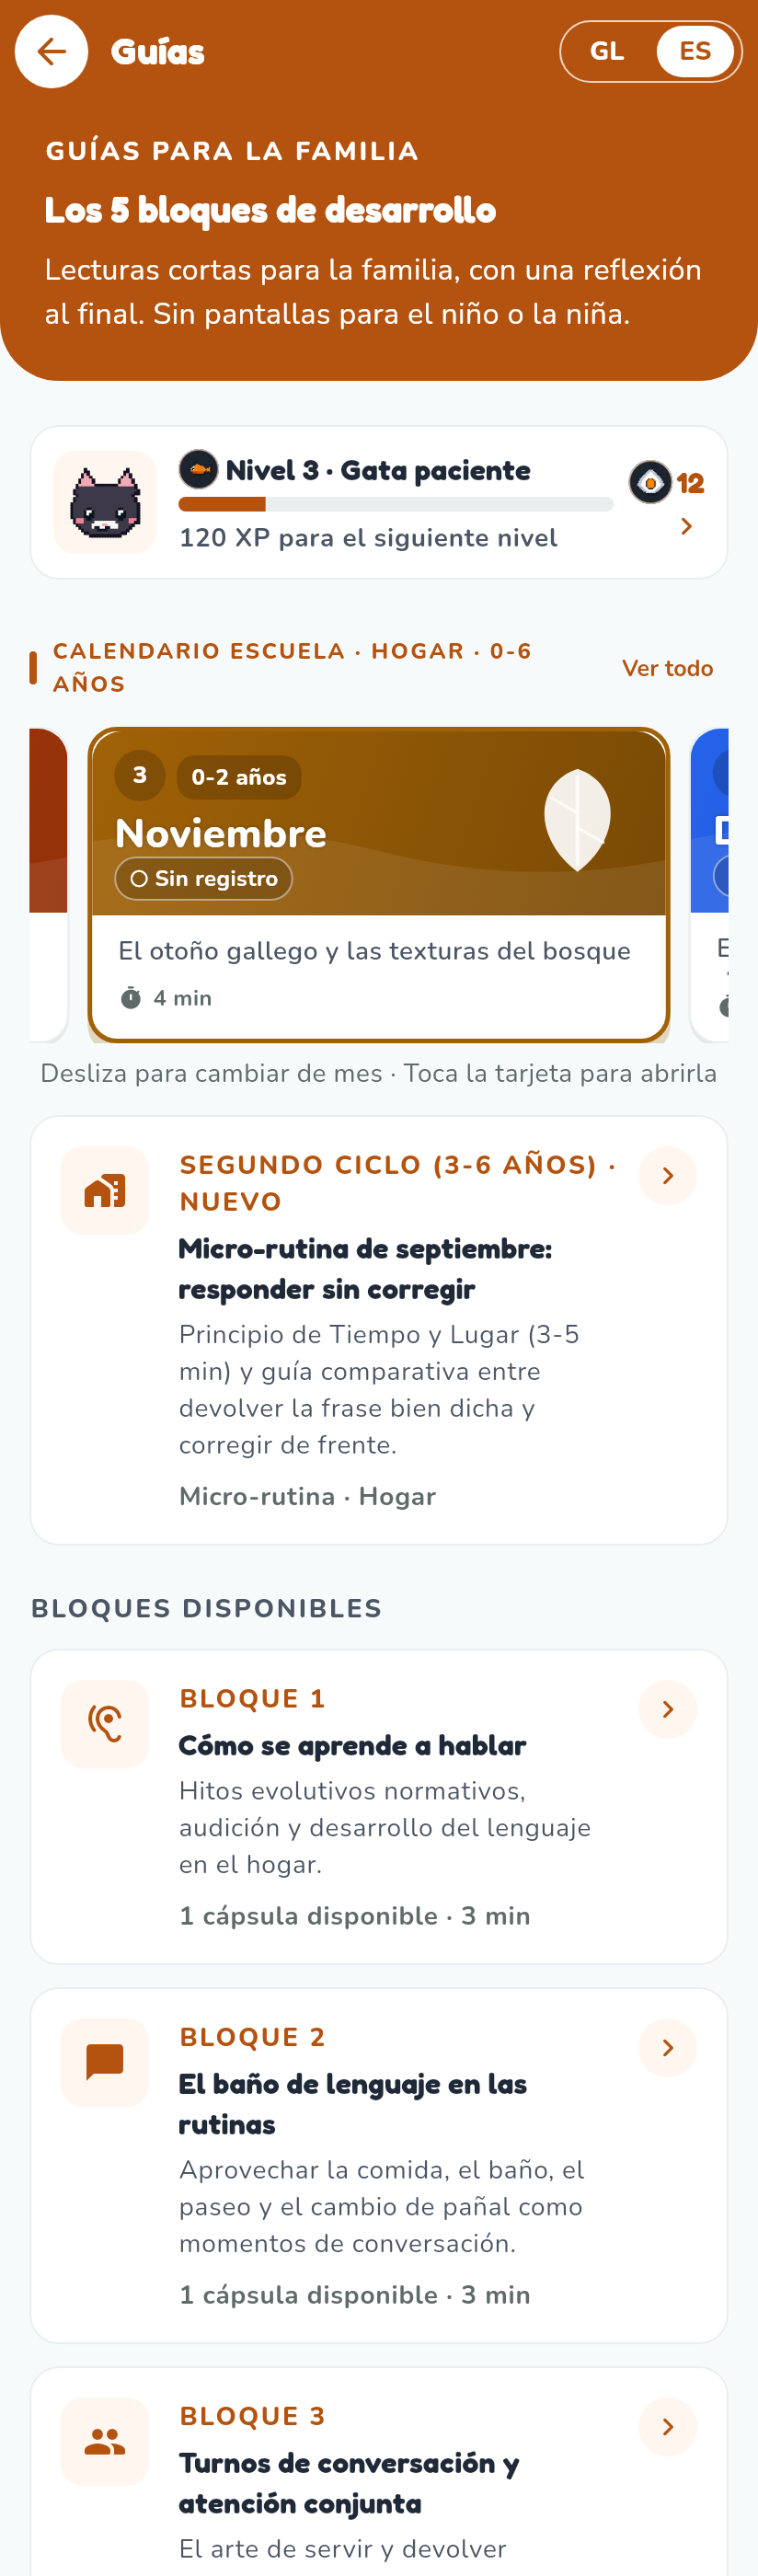 Guías
GL
ES
GUÍAS PARA LA FAMILIA
Los 5 bloques de desarrollo
Lecturas cortas para la familia, con una reflexión
al final. Sin pantallas para el niño o la niña.
Nivel 3 · Gata paciente
12
120 XP para el siguiente nivel
CALENDARIO ESCUELA · HOGAR · 0-6
AÑOS
Ver todo
3
0-2 años
Noviembre
Sin registro
El otoño gallego y las texturas del bosque
4 min
Desliza para cambiar de mes · Toca la tarjeta para abrirla
SEGUNDO CICLO (3-6 AÑOS) ·
NUEVO
Micro-rutina de septiembre:
responder sin corregir
Principio de Tiempo y Lugar (3-5
min) y guía comparativa entre
devolver la frase bien dicha y
corregir de frente.
Micro-rutina · Hogar
BLOQUES DISPONIBLES
BLOQUE 1
Cómo se aprende a hablar
Hitos evolutivos normativos,
audición y desarrollo del lenguaje
en el hogar.
1 cápsula disponible · 3 min
BLOQUE 2
El baño de lenguaje en las
rutinas
Aprovechar la comida, el baño, el
paseo y el cambio de pañal como
momentos de conversación.
1 cápsula disponible · 3 min
BLOQUE 3
Turnos de conversación y
atención conjunta
El arte de servir y devolver